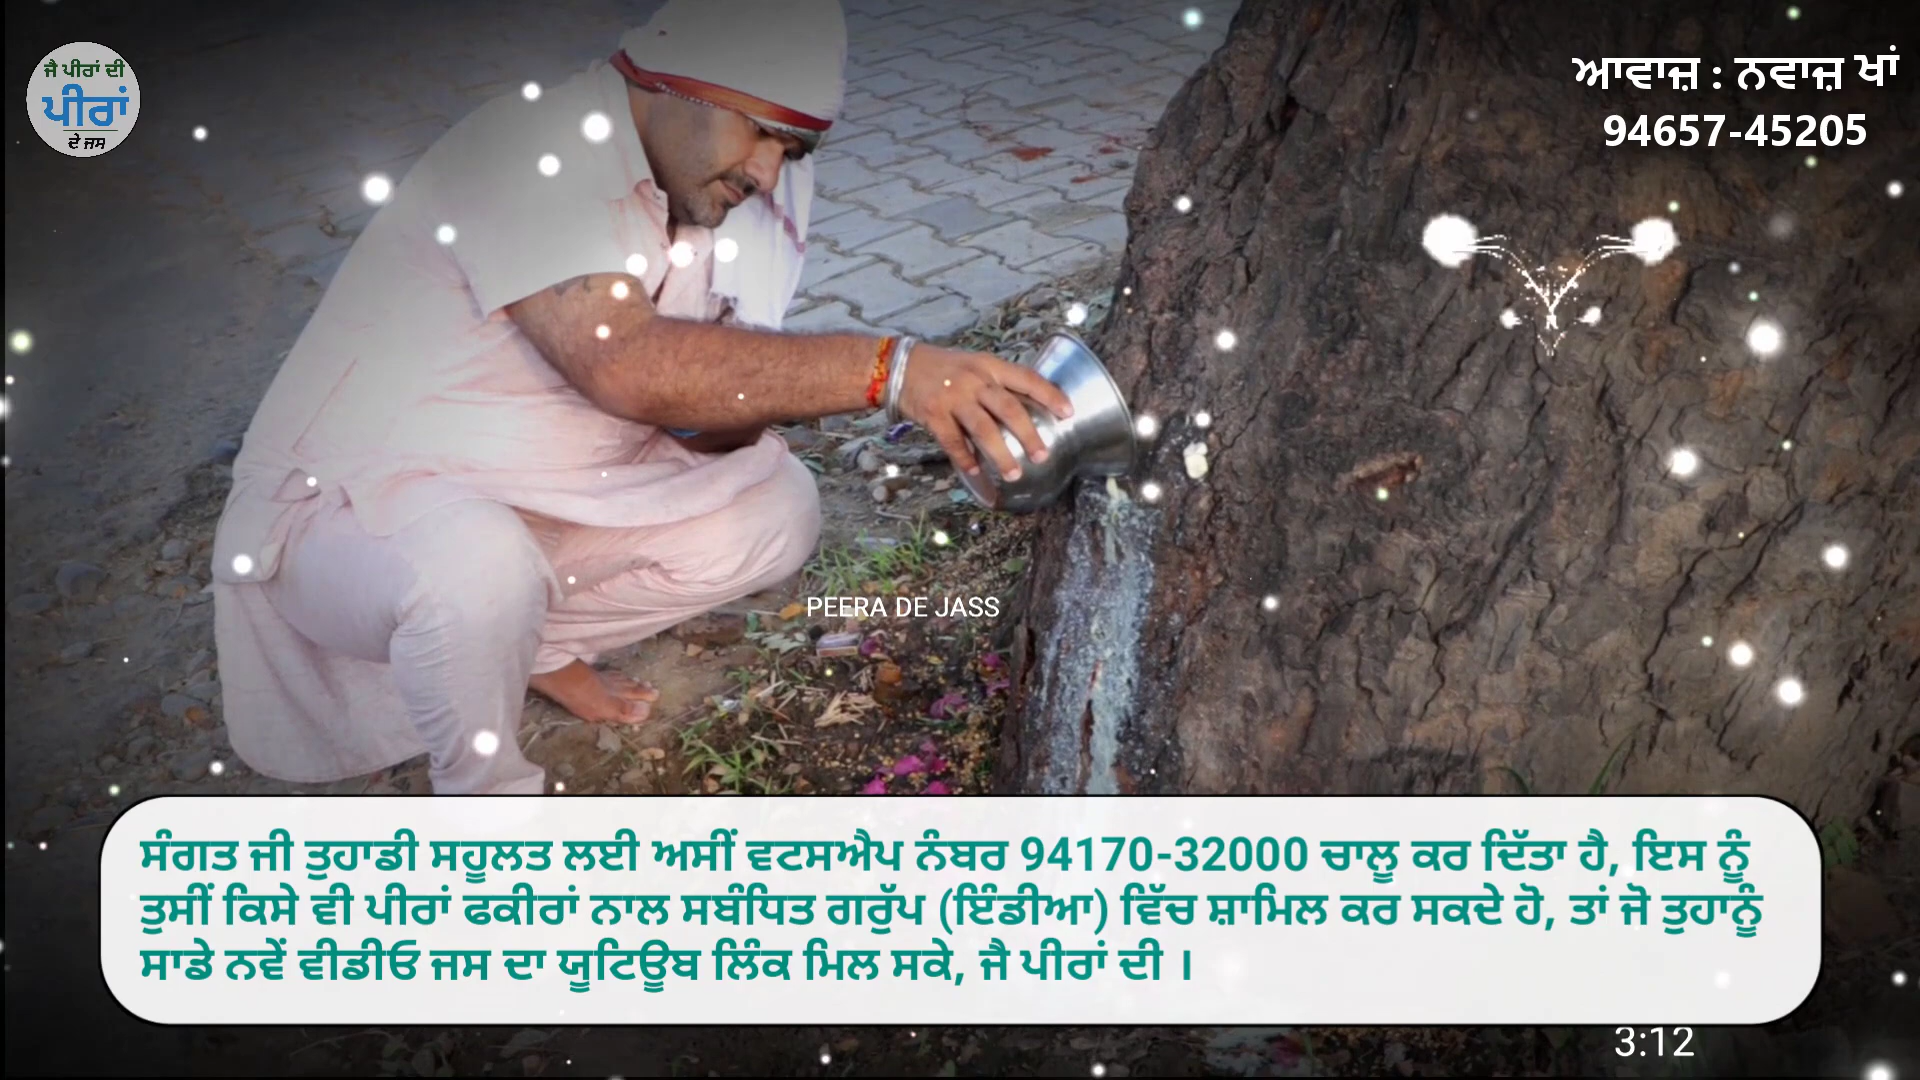 ਜੈ ਪੀਰਾਂ ਦੀ
ਪੀਰਾਂ
ਦੇ ਜਸ
ਆਵਾਜ਼ : ਨਵਾਜ਼ ਖਾਂ
94657-45205
PEERA DE JASS
ਸੰਗਤ ਜੀ ਤੁਹਾਡੀ ਸਹੂਲਤ ਲਈ ਅਸੀਂ ਵਟਸਐਪ ਨੰਬਰ 94170-32000 ਚਾਲੂ ਕਰ ਦਿੱਤਾ ਹੈ, ਇਸ ਨੂੰ
ਤੁਸੀਂ ਕਿਸੇ ਵੀ ਪੀਰਾਂ ਫਕੀਰਾਂ ਨਾਲ ਸਬੰਧਿਤ ਗਰੁੱਪ (ਇੰਡੀਆ) ਵਿੱਚ ਸ਼ਾਮਿਲ ਕਰ ਸਕਦੇ ਹੋ, ਤਾਂ ਜੋ ਤੁਹਾਨੂੰ
ਸਾਡੇ ਨਵੇਂ ਵੀਡੀਓ ਜਸ ਦਾ ਯੂਟਿਊਬ ਲਿੰਕ ਮਿਲ ਸਕੇ, ਜੈ ਪੀਰਾਂ ਦੀ ।
3:12